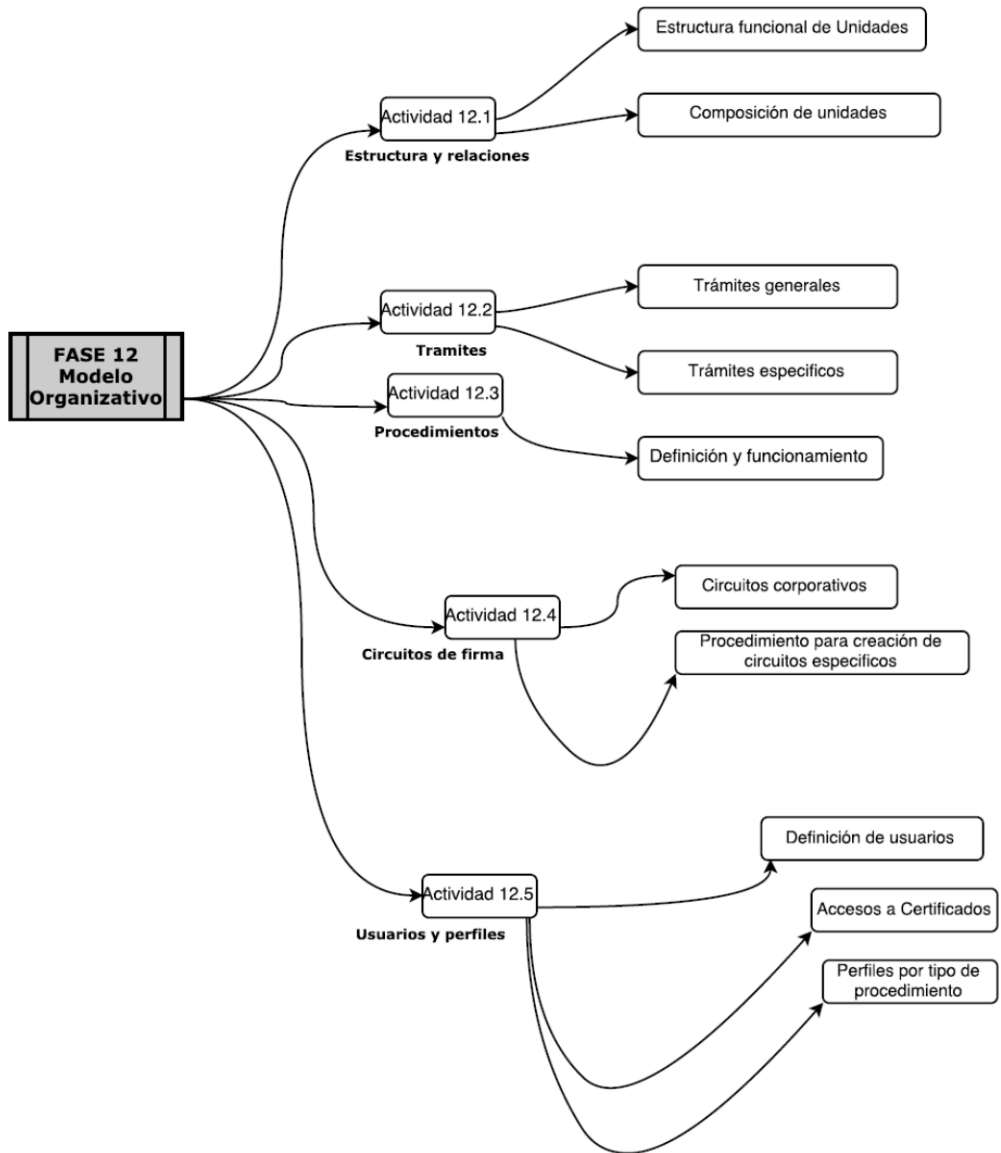 FASE 12
Modelo
Organizativo
Actividad 12.1
Estructura y relaciones
Estructura funcional de Unidades
Composición de unidades
Actividad 12.2
Tramites
Trámites generales
Trámites especificos
Actividad 12.3
Procedimientos
Definición y funcionamiento
Actividad 12.4
Circuitos de firma
Circuitos corporativos
Procedimiento para creación de
circuitos especificos
Actividad 12.5
Usuarios y perfiles
Definición de usuarios
Accesos a Certificados
Perfiles por tipo de
procedimiento